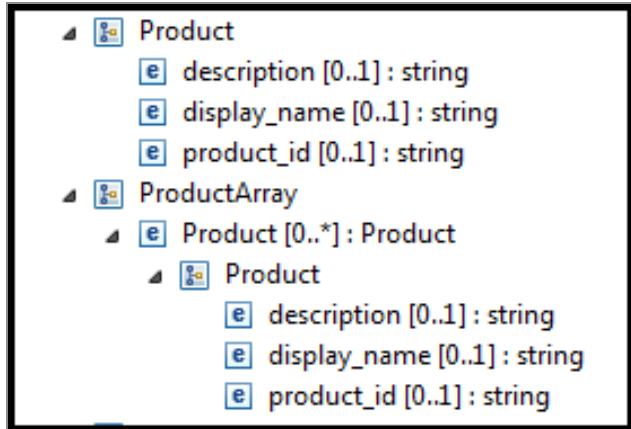 Product
e description [0..1] : string
e display_name [0..1] : string
e product_id [0..1] : string
ProductArray
e Product [0..*] : Product
Product
e description [0..1] : string
e display_name [0..1] : string
e product_id [0..1] : string